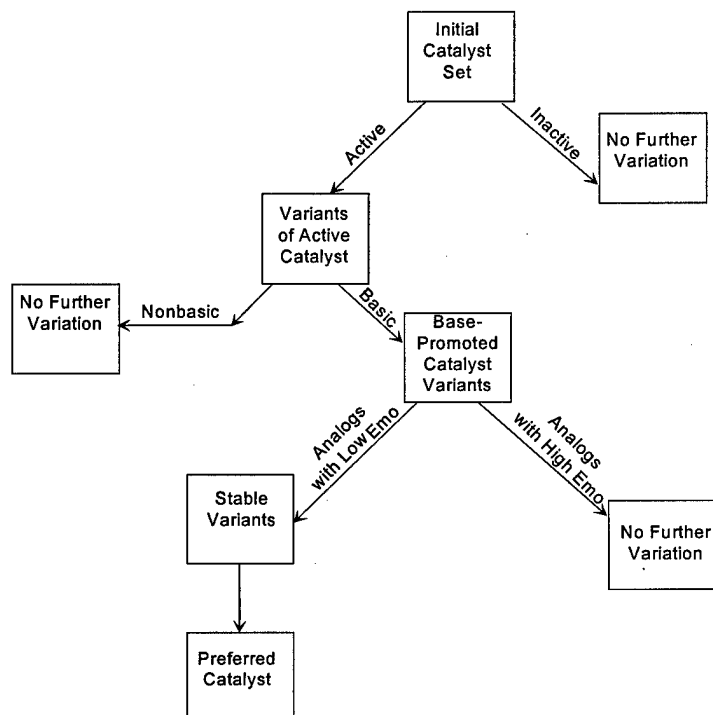 Initial
Catalyst
Set
Active
Inactive
No Further
Variation
Variants
of Active
Catalyst
No Further
Variation
Nonbasic
Basic
Base-
Promoted
Catalyst
Variants
Analogs
with Low Emo
Analogs
with High Emo
Stable
Variants
No Further
Variation
Preferred
Catalyst